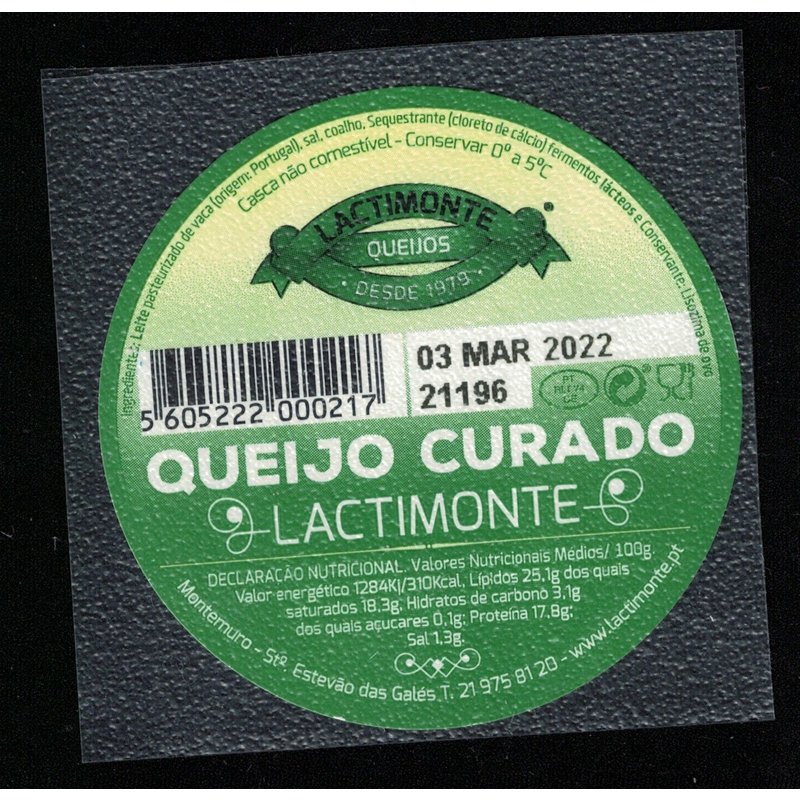 Ingredientes: Leite pasteurizado de vaca (origem: Portugal), sal, coalho, Sequestrante (cloreto de cálcio) fermentos lácteos e Conservante: Lisozima de ovo
Casca não comestível - Conservar 0º a 5ºC
LACTIMONTE
QUEIJOS
· DESDE 1979 ·
03 MAR 2022
21196
5 605222 000217
PT
CE
QUEIJO CURADO
LACTIMONTE
DECLARAÇÃO NUTRICIONAL. Valores Nutricionais Médios/ 100g.
Valor energético 1284Kj/310Kcal, Lípidos 25,1g dos quais
saturados 18.3g; Hidratos de carbono 3,1g
dos quais açucares 0,1g; Proteína 17.8g;
Sal 1,3g.
Montemuro - Stº. Estevão das Galés T. 21 975 81 20 - www.lactimonte.pt